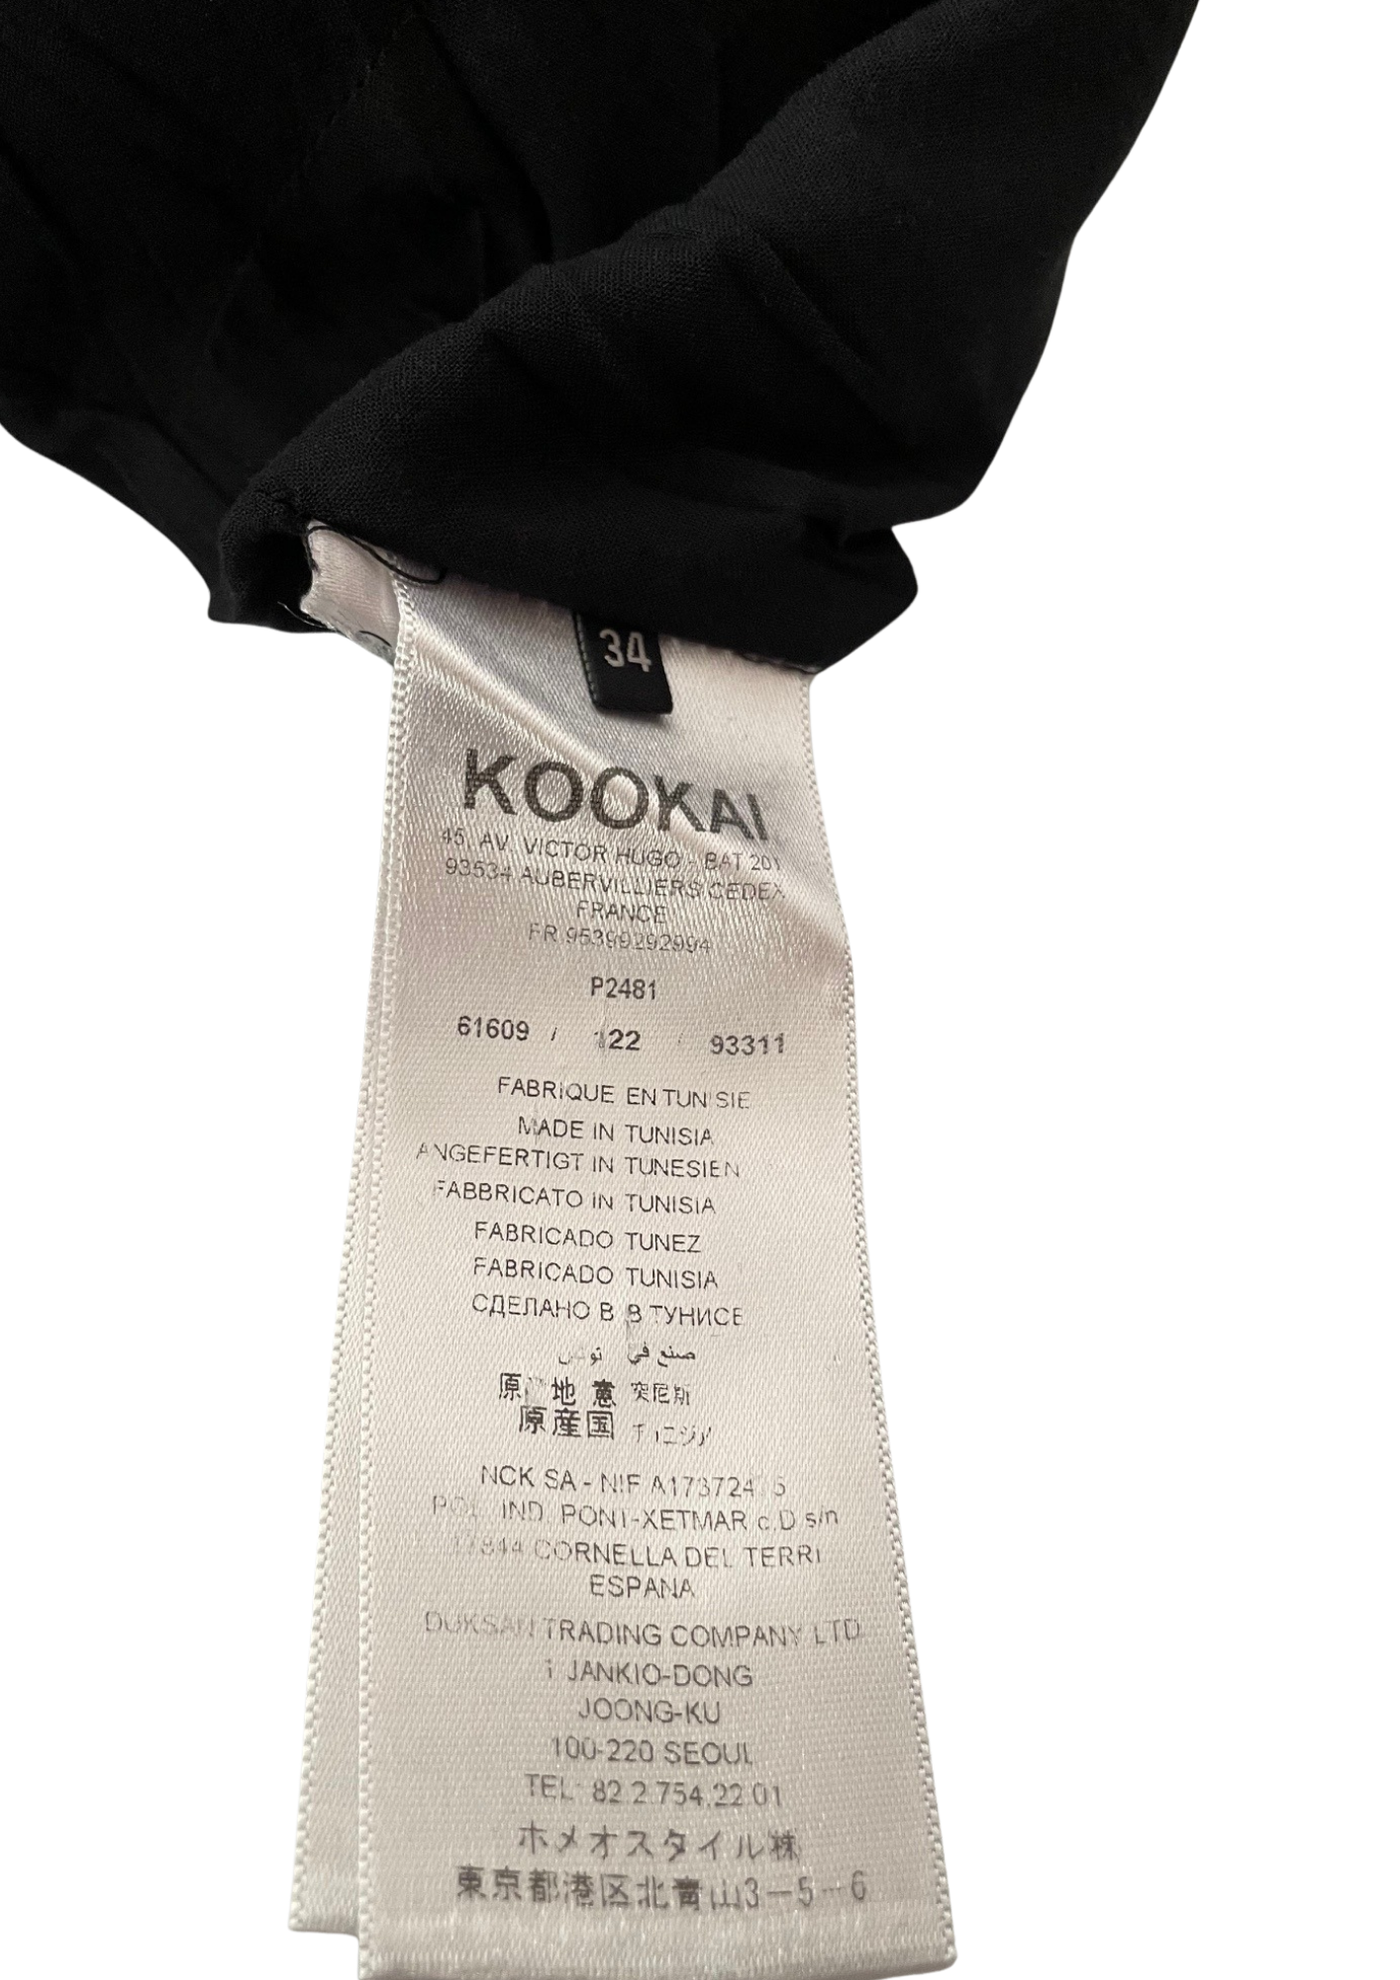 34
KOOKAI
45, AV. VICTOR HUGO - BAT 201
93534 AUBERVILLIERS CEDEX
FRANCE
FR 95399292994
P2481
61609 / 122 / 93311
FABRIQUE EN TUNISIE
MADE IN TUNISIA
ANGEFERTIGT IN TUNESIEN
FABBRICATO IN TUNISIA
FABRICADO TUNEZ
FABRICADO TUNISIA
СДЕЛАНО В В ТУНИСЕ
صنع في تونس
地 突尼斯
原産国 チュニジア
NCK SA - NIF
POL. IND. PONT-XETMAR c.D s/n
17844 CORNELLA DEL TERRI
ESPANA
DUKSAN TRADING COMPANY LTD
1 JANKIO-DONG
JOONG-KU
100-220 SEOUL
TEL: 82 2.754.22.01
ホメオスタイル株
東京都港区北青山3-5-6